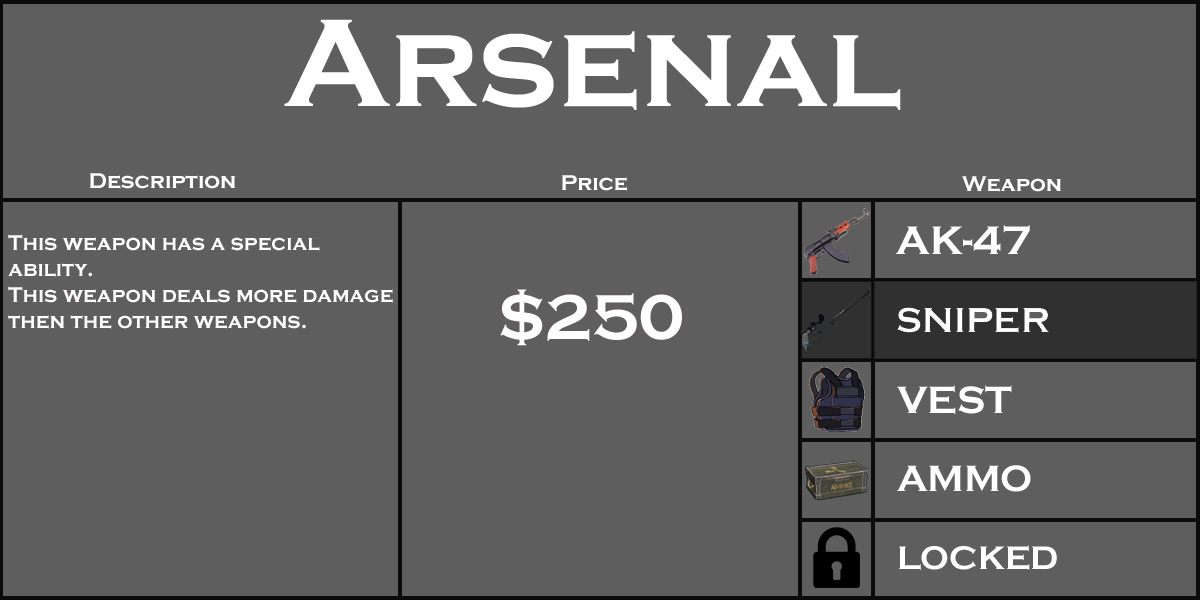 Arsenal
Description
Price
Weapon
This weapon has a special
ability.
This weapon deals more damage
then the other weapons.
$250
AK-47
SNIPER
VEST
AMMO
LOCKED
AMMO